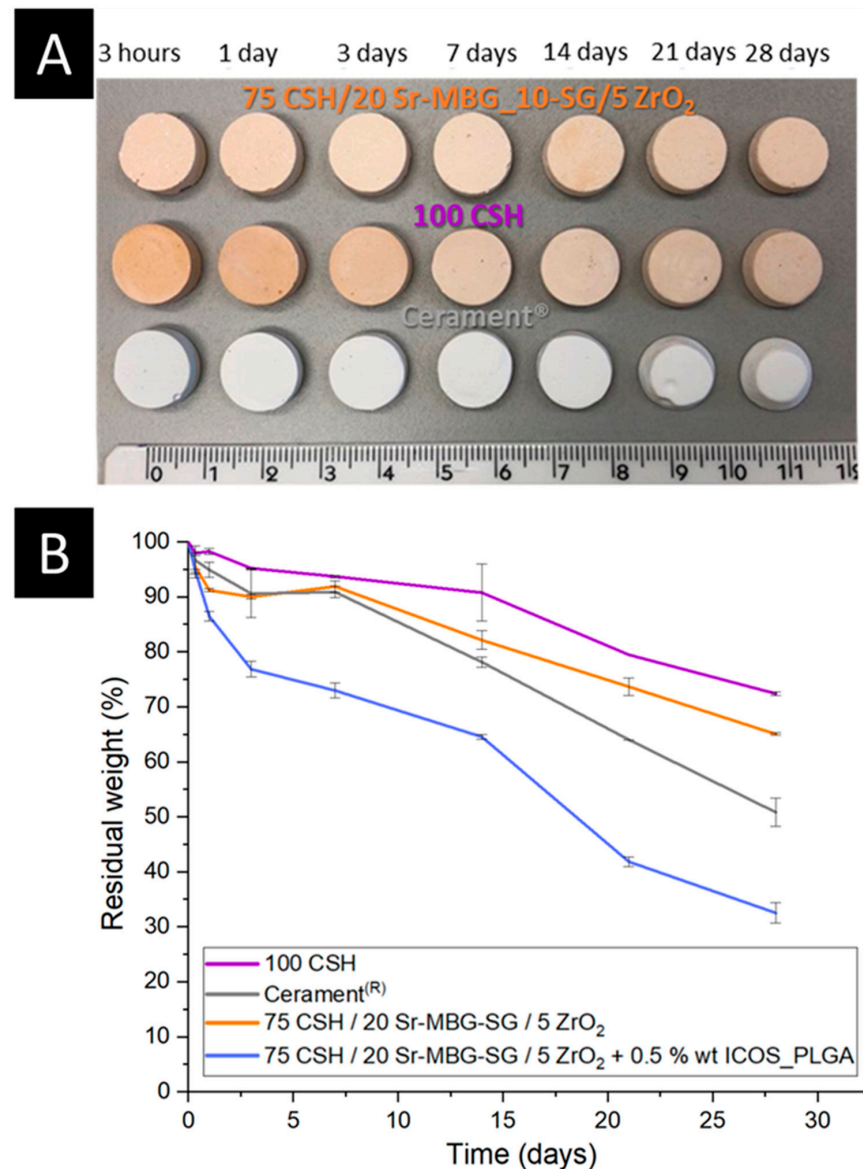 A
3 hours 1 day 3 days 7 days 14 days 21 days 28 days
75 CSH/20 Sr-MBG_10-SG/5 ZrO₂
100 CSH
Cerament®
0 1 2 3 4 5 6 7 8 9 10 11 12
B
Residual weight (%)
100
90
80
70
60
50
40
30
20
10
0
100 CSH
Cerament(R)
75 CSH / 20 Sr-MBG-SG / 5 ZrO₂
75 CSH / 20 Sr-MBG-SG / 5 ZrO₂ + 0.5 % wt ICOS_PLGA
0 5 10 15 20 25 30
Time (days)